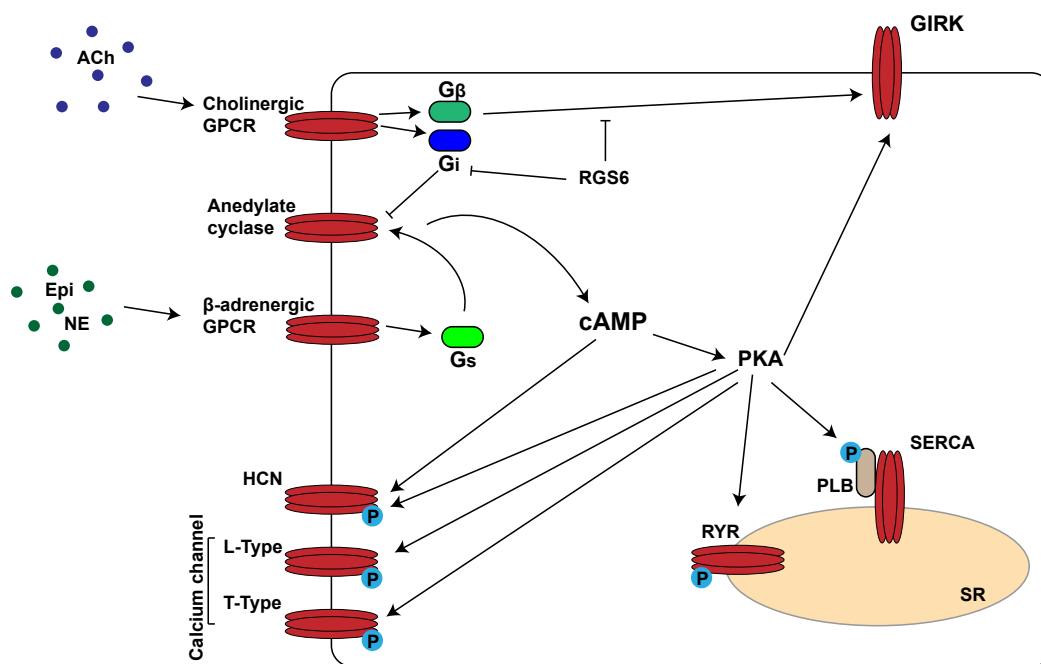 GIRK
ACh
Gβ
Cholinergic
GPCR
Gi
RGS6
Anedylate
cyclase
Epi
NE
β-adrenergic
GPCR
Gs
cAMP
PKA
HCN
P
L-Type
P
T-Type
P
Calcium channel
P
SERCA
PLB
RYR
P
SR